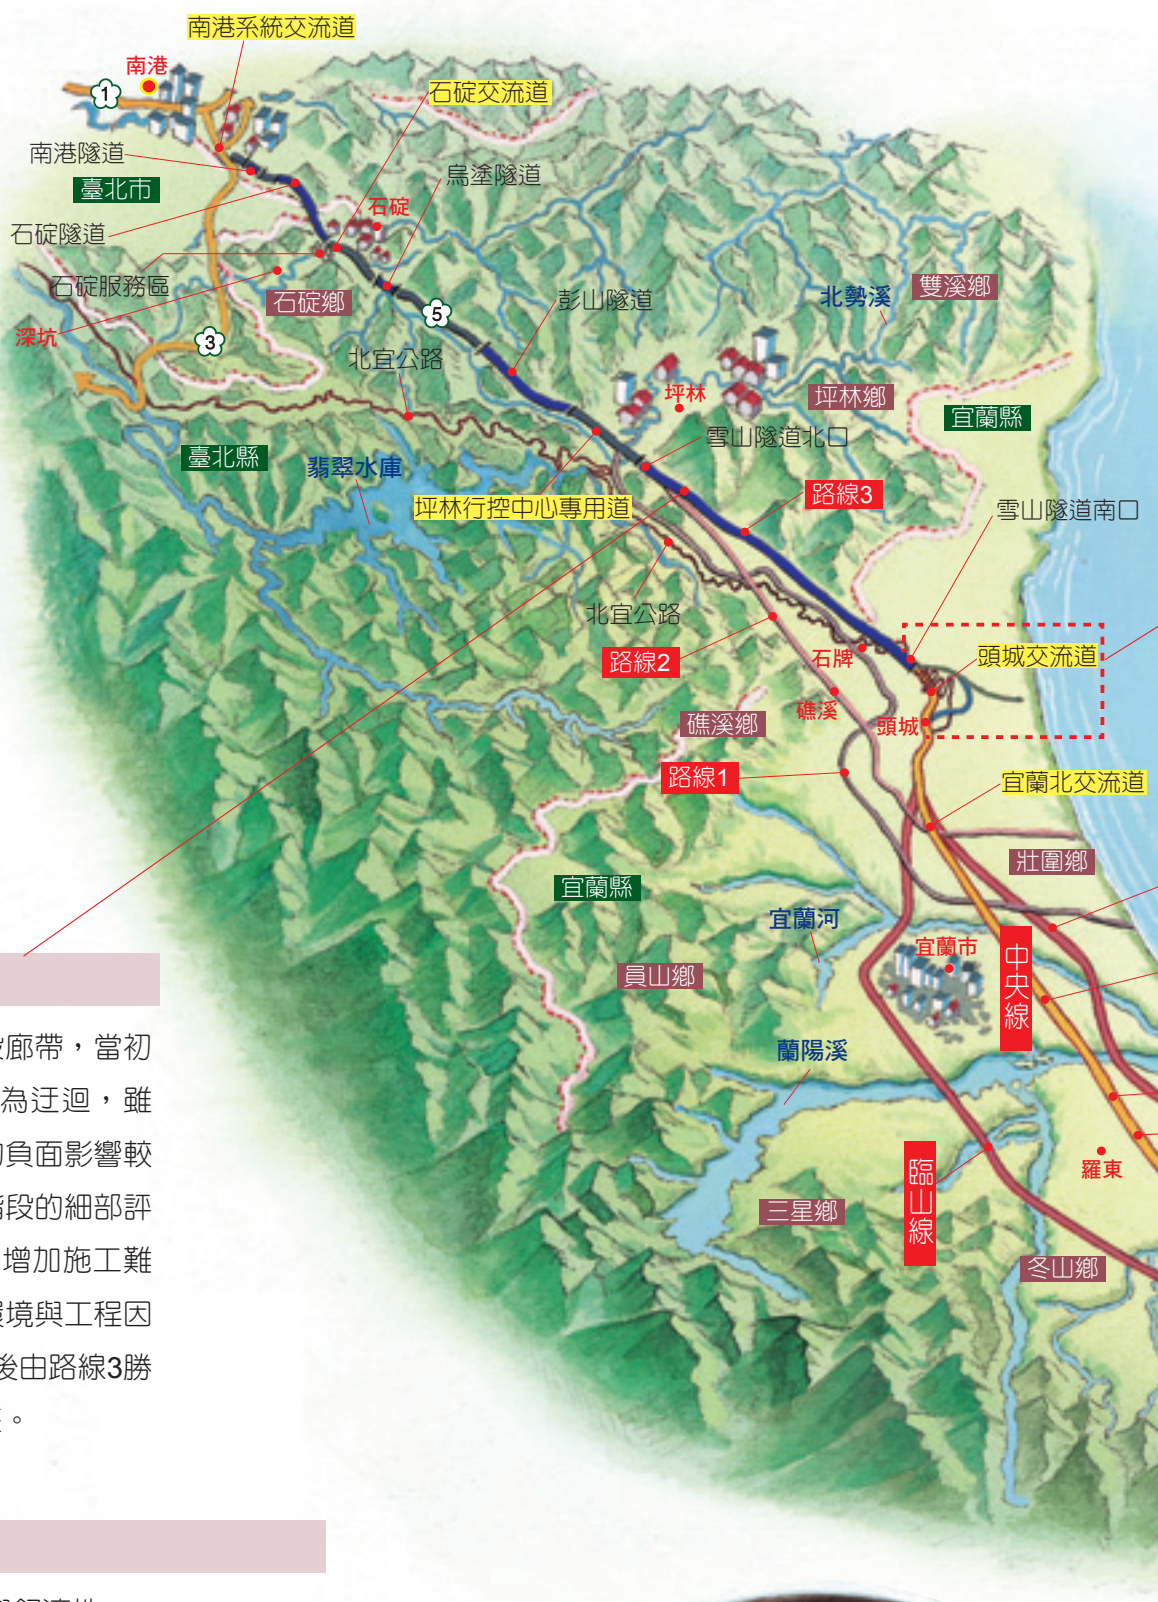 南港系統交流道
南港
1
石碇交流道
南港隧道
臺北市
烏塗隧道
石碇
石碇隧道
石碇服務區
石碇鄉
深坑
3
5
彭山隧道
北勢溪
雙溪鄉
北宜公路
坪林
坪林鄉
宜蘭縣
雪山隧道北口
臺北縣
翡翠水庫
坪林行控中心專用道
路線3
雪山隧道南口
北宜公路
路線2
石牌
頭城交流道
礁溪
礁溪鄉
頭城
路線1
宜蘭北交流道
壯圍鄉
宜蘭縣
宜蘭河
宜蘭市
中央線
員山鄉
蘭陽溪
羅東
臨山線
三星鄉
冬山鄉
廊帶,當初
為迂迴,雖
負面影響較
階段的細部評
增加施工難
環境與工程因
後由路線3勝
。